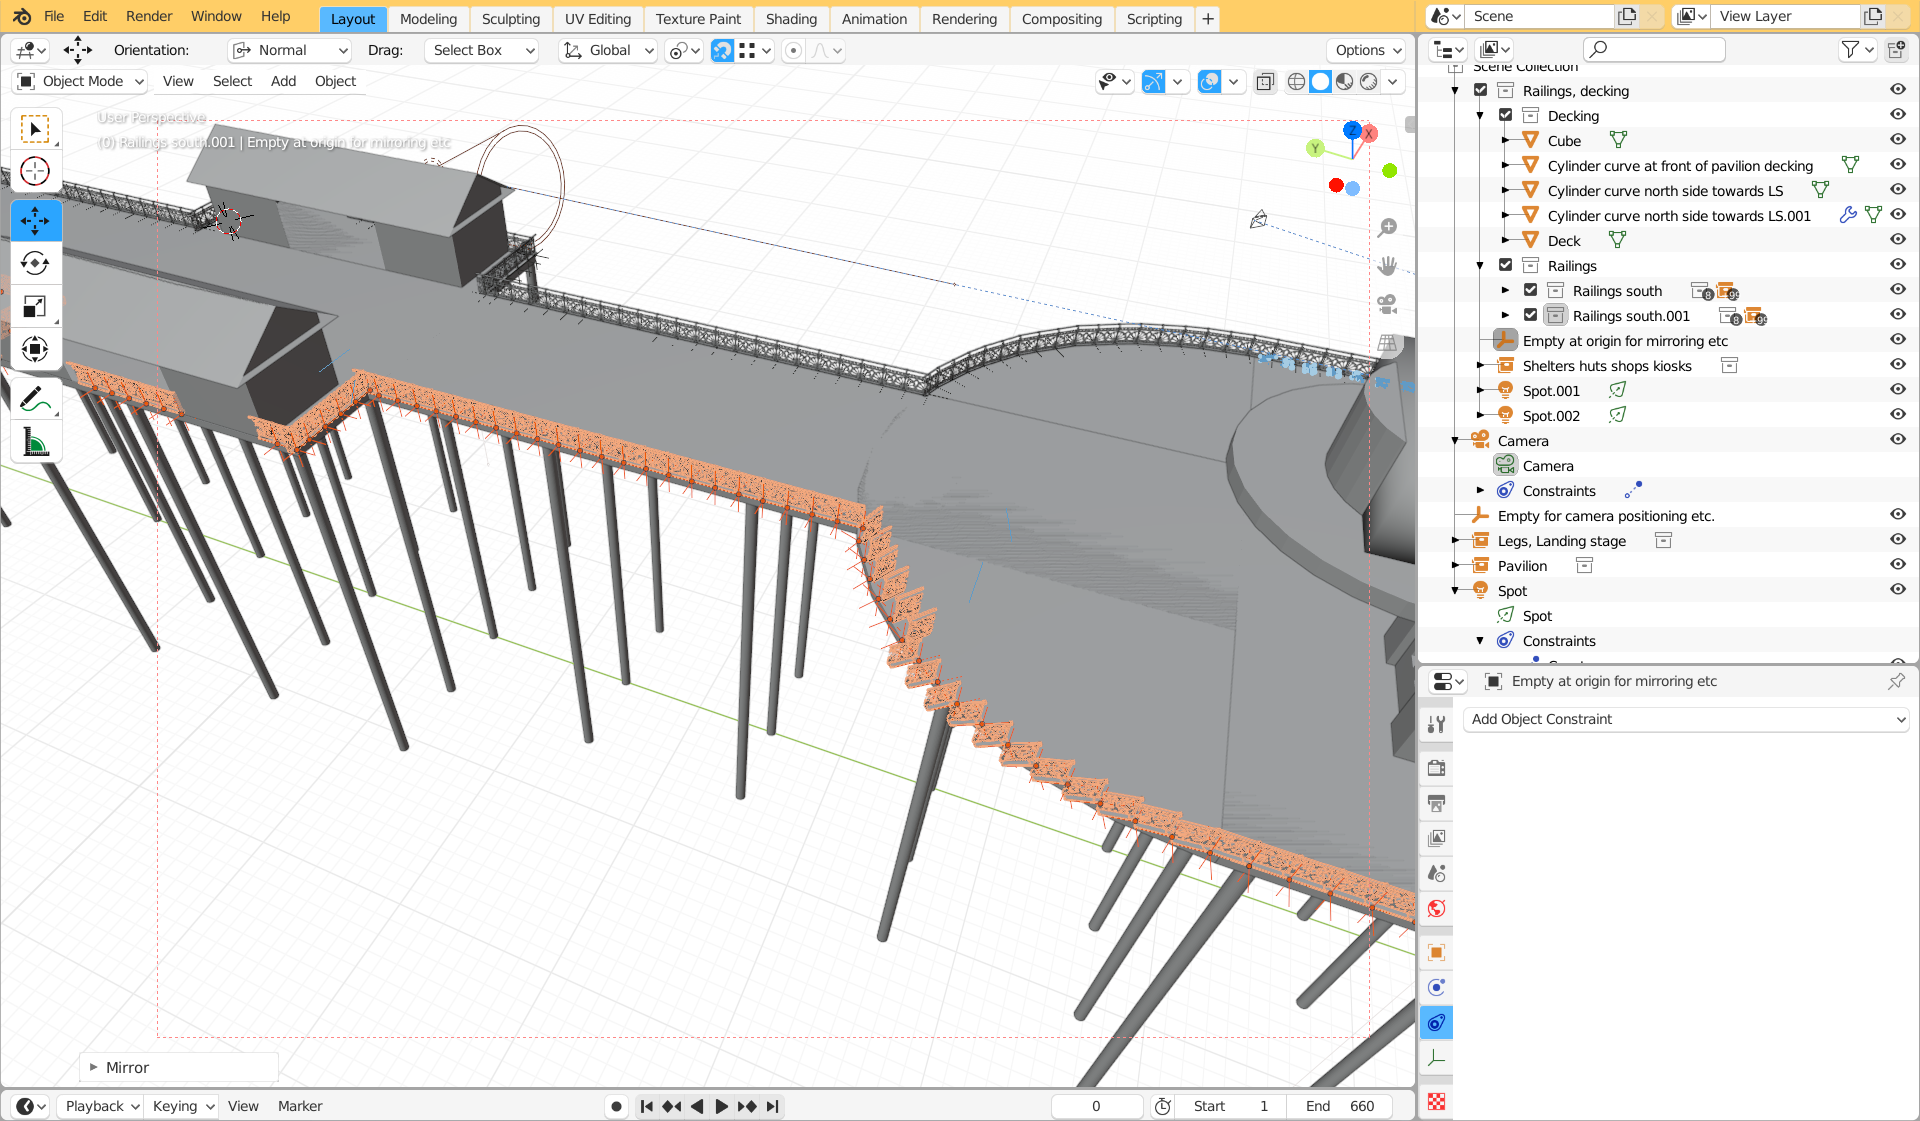 File Edit Render Window Help Layout Modeling Sculpting UV Editing Texture Paint Shading Animation Rendering Compositing Scripting + Scene View Layer
Orientation: Normal Drag: Select Box Global Options
Object Mode View Select Add Object
User Perspective
(0) Railings south.001 | Empty at origin for mirroring etc
Z
X
Y
Mirror
Playback Keying View Marker 0 Start 1 End 660
Scene Collection
Railings, decking
Decking
Cube
Cylinder curve at front of pavilion decking
Cylinder curve north side towards LS
Cylinder curve north side towards LS.001
Deck
Railings
Railings south
Railings south.001
Empty at origin for mirroring etc
Shelters huts shops kiosks
Spot.001
Spot.002
Camera
Camera
Constraints
Empty for camera positioning etc.
Legs, Landing stage
Pavilion
Spot
Spot
Constraints
Empty at origin for mirroring etc
Add Object Constraint